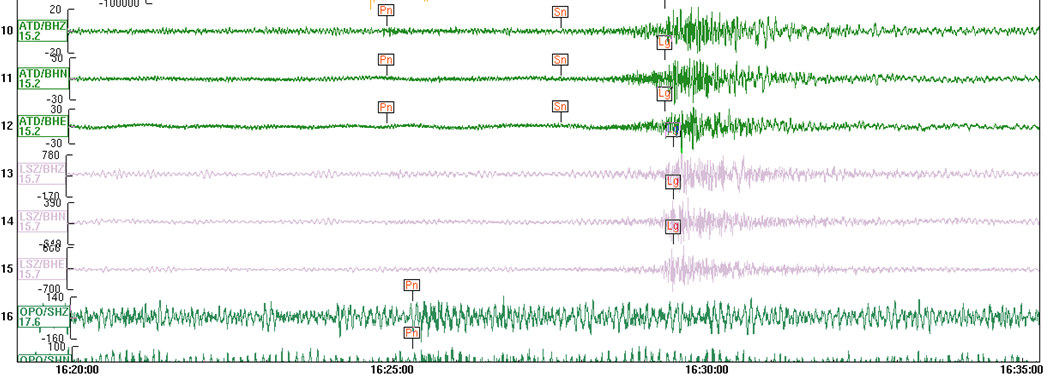 -100000
20
Pn
Sn
10
ATD/BHZ
15.2
-20
Lg
30
Pn
Sn
11
ATD/BHN
15.2
-30
Lg
30
Pn
Sn
12
ATD/BHE
15.2
-30
780
13
LSZ/BHZ
15.7
Lg
-170
390
14
LSZ/BHN
15.7
Lg
15
LSZ/BHE
15.7
-700
Pn
140
16
OPO/SHZ
17.6
Pn
-160
100
16:20:00
16:25:00
16:30:00
16:35:00